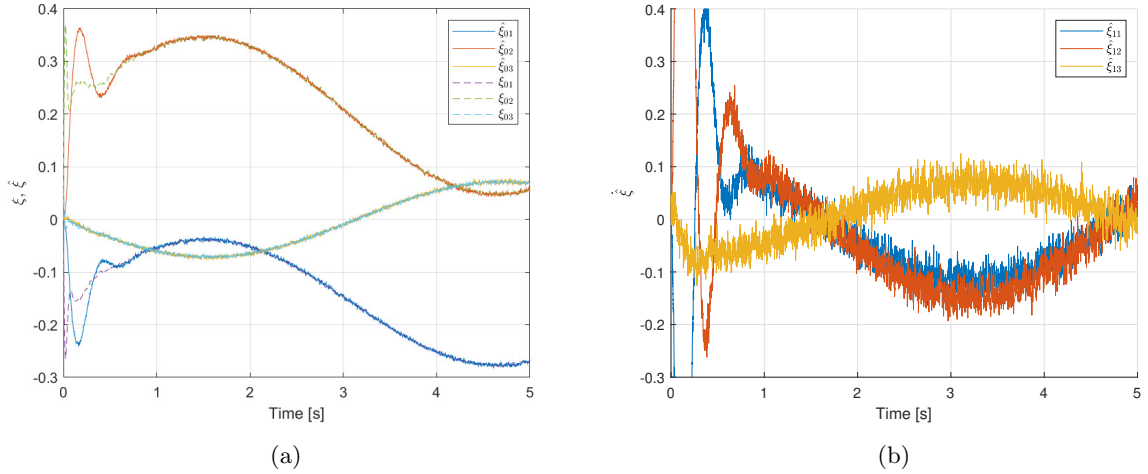 0.4
0.3
0.2
0.1
0
-0.1
-0.2
-0.3
ξ, ξ̂
0 1 2 3 4 5
Time [s]
ξ̂₀₁
ξ̂₀₂
ξ̂₀₃
ξ₀₁
ξ₀₂
ξ₀₃
(a)
0.4
0.3
0.2
0.1
0
-0.1
-0.2
-0.3
ξ̇̂
0 1 2 3 4 5
Time [s]
ξ̂₁₁
ξ̂₁₂
ξ̂₁₃
(b)